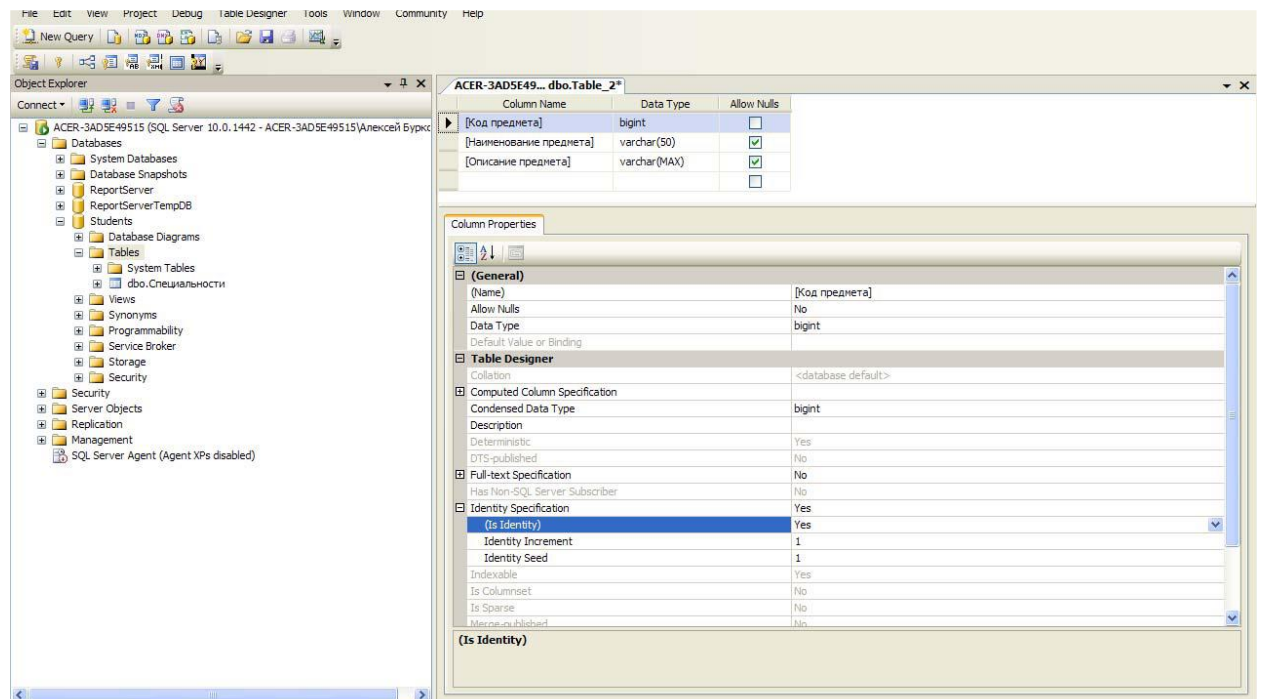 File Edit View Project Debug Table Designer Tools Window Community Help
New Query
Object Explorer
Connect
ACER-3AD5E49515 (SQL Server 10.0.1442 - ACER-3AD5E49515\Алексей Буркс
Databases
System Databases
Database Snapshots
ReportServer
ReportServerTempDB
Students
Database Diagrams
Tables
System Tables
dbo.Специальности
Views
Synonyms
Programmability
Service Broker
Storage
Security
Security
Server Objects
Replication
Management
SQL Server Agent (Agent XPs disabled)
ACER-3AD5E49... dbo.Table_2*
Column Name Data Type Allow Nulls
[Код предмета] bigint
[Наименование предмета] varchar(50)
[Описание предмета] varchar(MAX)
Column Properties
(General)
(Name) [Код предмета]
Allow Nulls No
Data Type bigint
Default Value or Binding
Table Designer
Collation <database default>
Computed Column Specification
Condensed Data Type bigint
Description
Deterministic Yes
DTS-published No
Full-text Specification No
Has Non-SQL Server Subscriber No
Identity Specification Yes
(Is Identity) Yes
Identity Increment 1
Identity Seed 1
Indexable Yes
Is Columnset No
Is Sparse No
Merge-published No
(Is Identity)